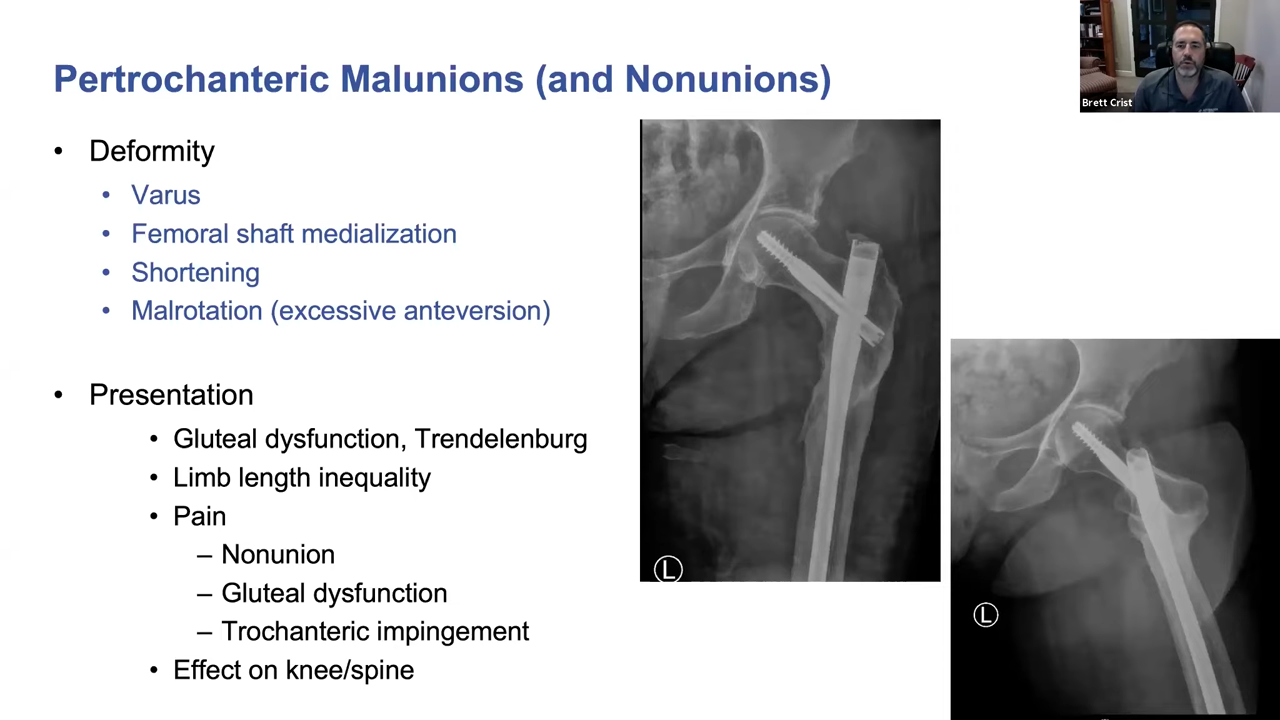 Pertrochanteric Malunions (and Nonunions)
Brett Crist
• Deformity
• Varus
• Femoral shaft medialization
• Shortening
• Malrotation (excessive anteversion)
• Presentation
• Gluteal dysfunction, Trendelenburg
• Limb length inequality
• Pain
– Nonunion
– Gluteal dysfunction
– Trochanteric impingement
• Effect on knee/spine
L
L